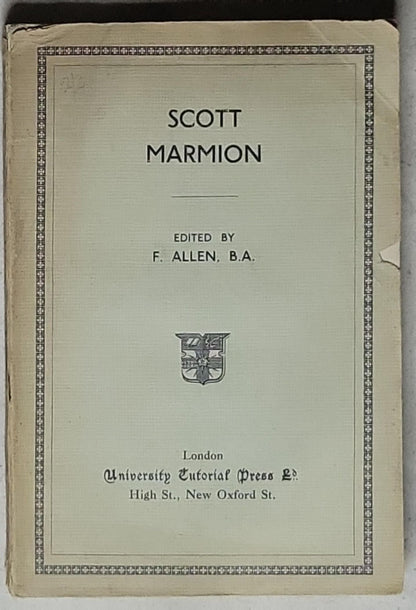 SCOTT
MARMION
EDITED BY
F. ALLEN, B.A.
London
University Tutorial Press Ld.
High St., New Oxford St.